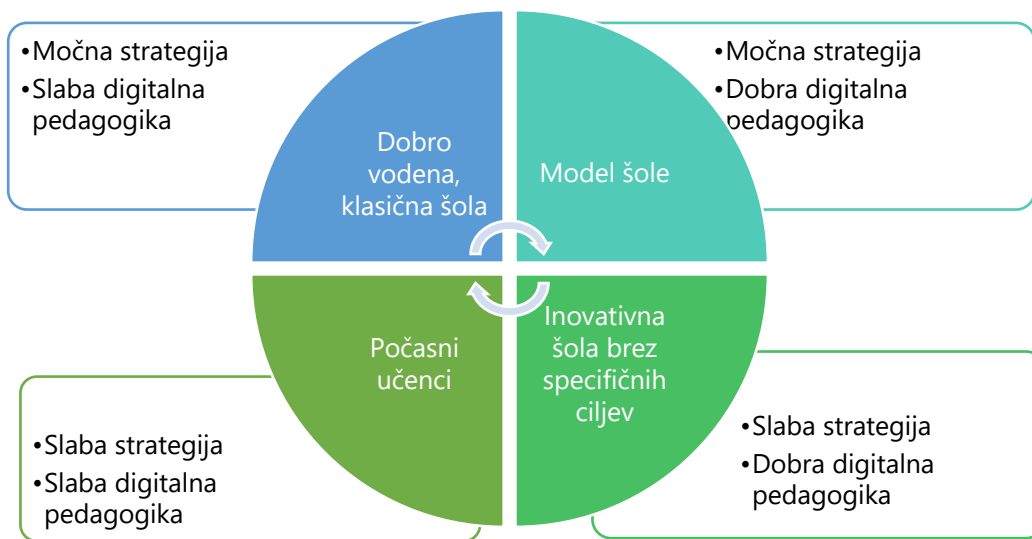 •Močna strategija
•Slaba digitalna
pedagogika
•Močna strategija
•Dobra digitalna
pedagogika
Dobro
vodena,
klasična šola
Model šole
Počasni
učenci
Inovativna
šola brez
specifičnih
ciljev
•Slaba strategija
•Slaba digitalna
pedagogika
•Slaba strategija
•Dobra digitalna
pedagogika